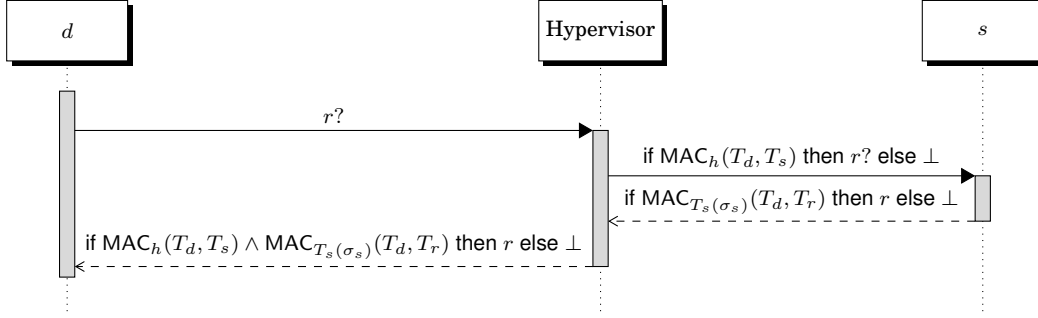 d
Hypervisor
s
r?
if MAC_h(T_d, T_s) then r? else ⊥
if MAC_{T_s(σ_s)}(T_d, T_r) then r else ⊥
if MAC_h(T_d, T_s) ∧ MAC_{T_s(σ_s)}(T_d, T_r) then r else ⊥